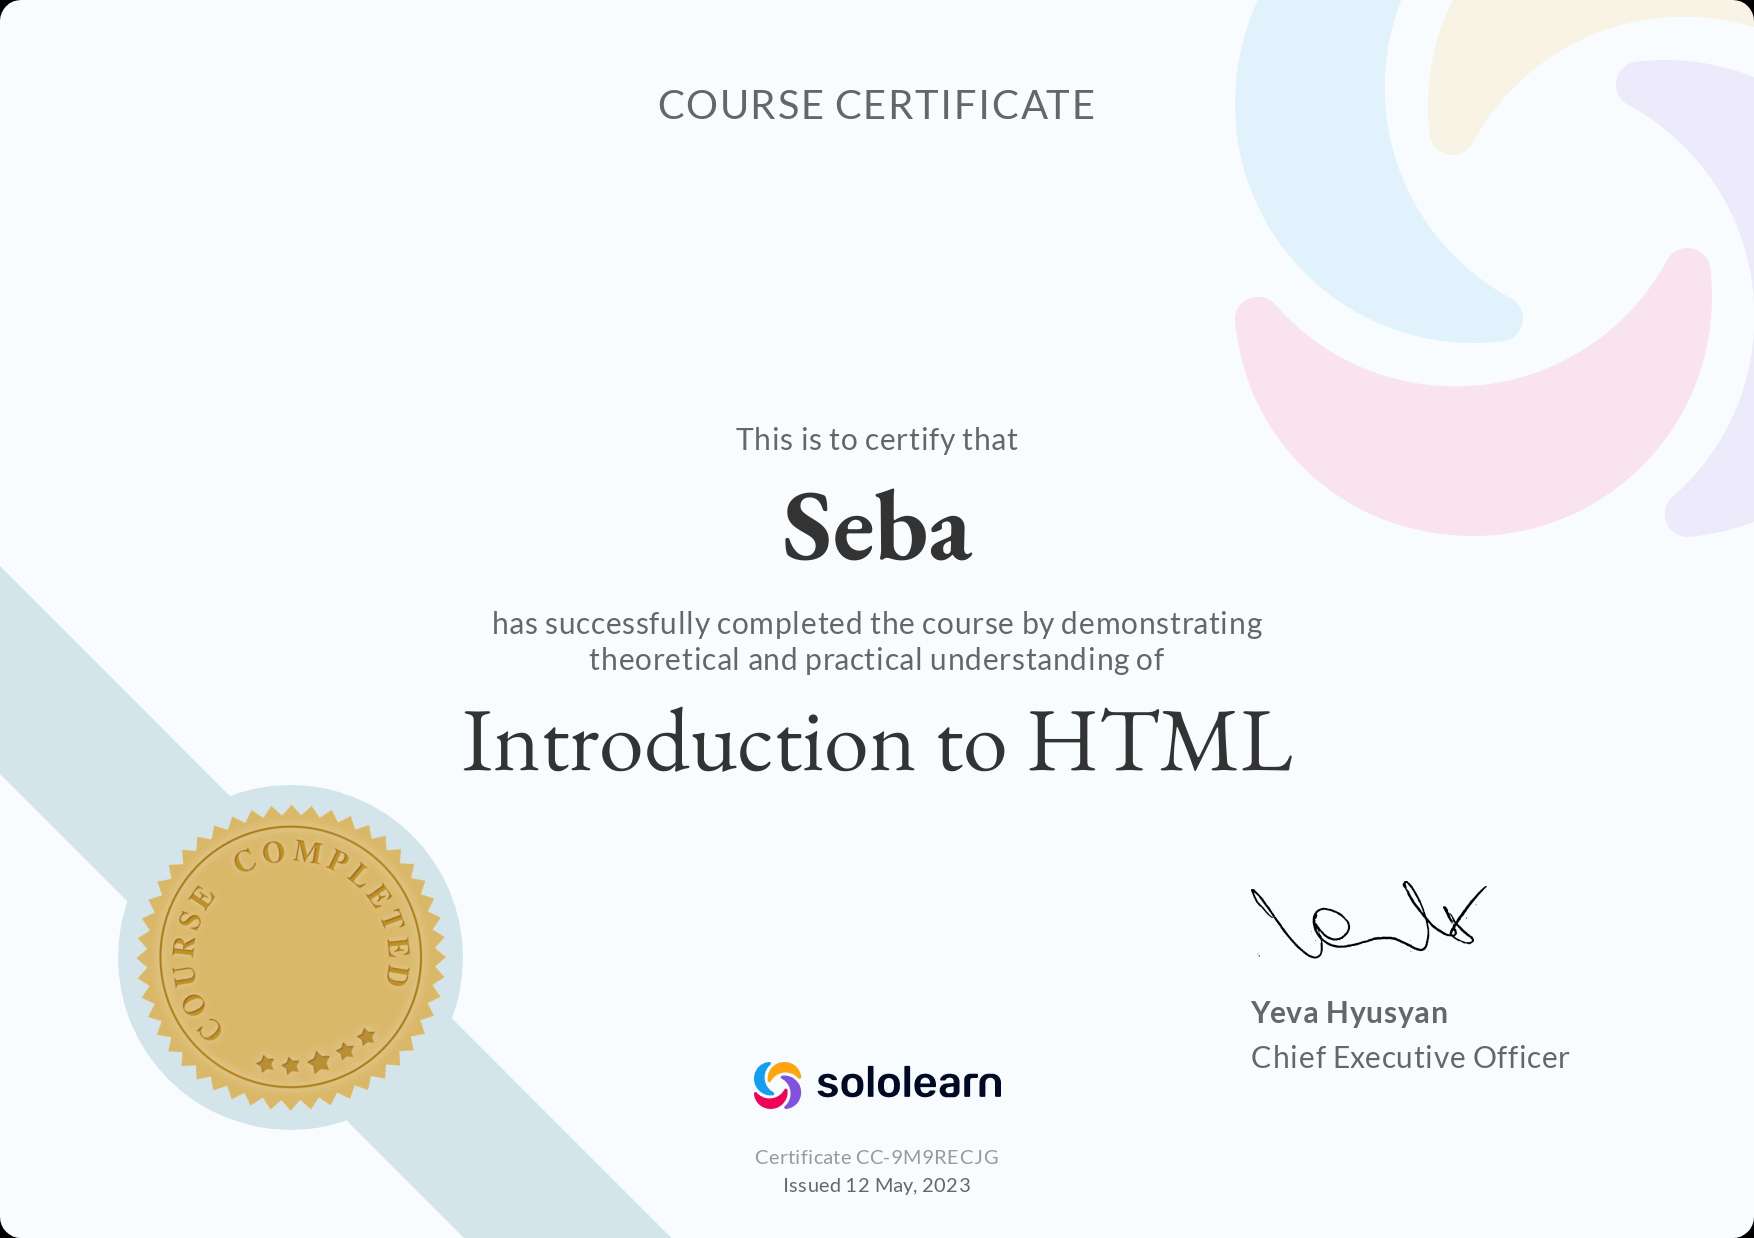 COURSE CERTIFICATE
This is to certify that
Seba
has successfully completed the course by demonstrating
theoretical and practical understanding of
Introduction to HTML
COURSE COMPLETED
Yeva Hyusyan
Chief Executive Officer
sololearn
Certificate CC-9M9RECJG
Issued 12 May, 2023